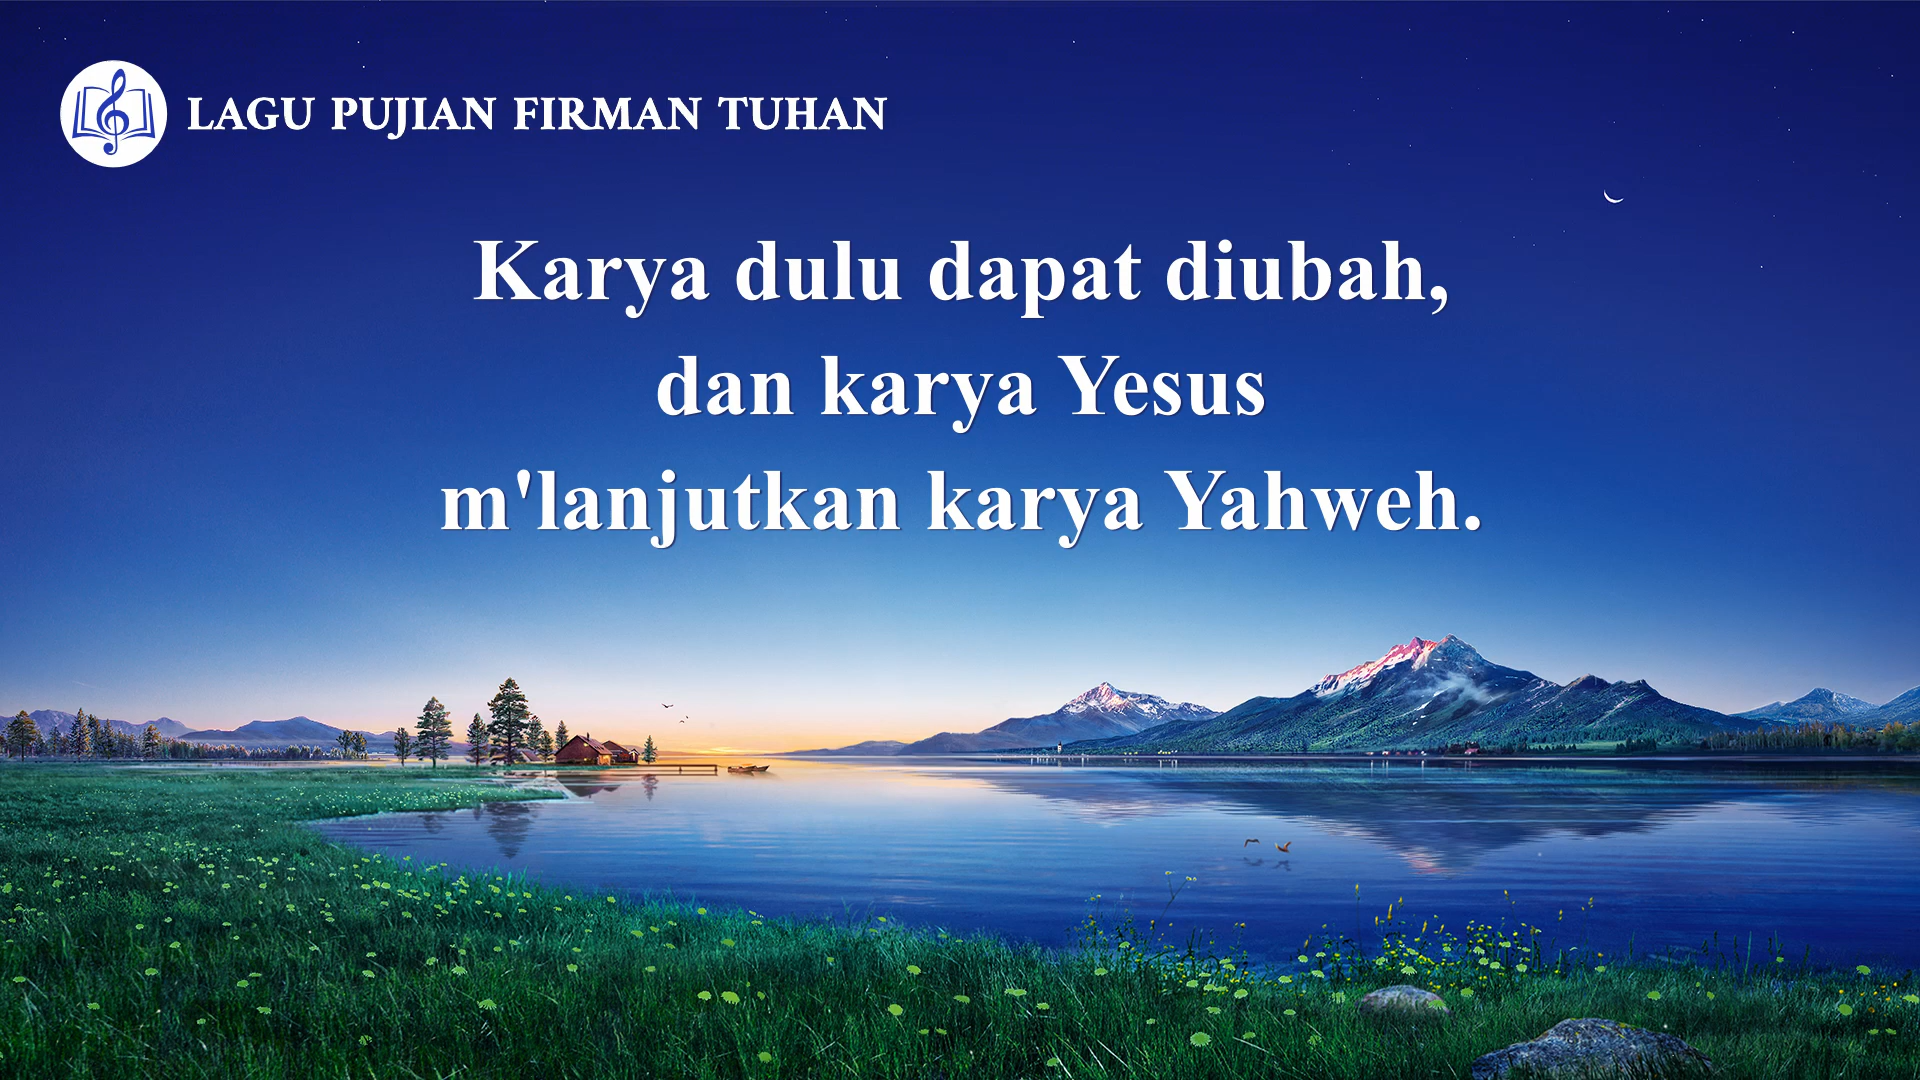 LAGU PUJIAN FIRMAN TUHAN
Karya dulu dapat diubah,
dan karya Yesus
m'lanjutkan karya Yahweh.